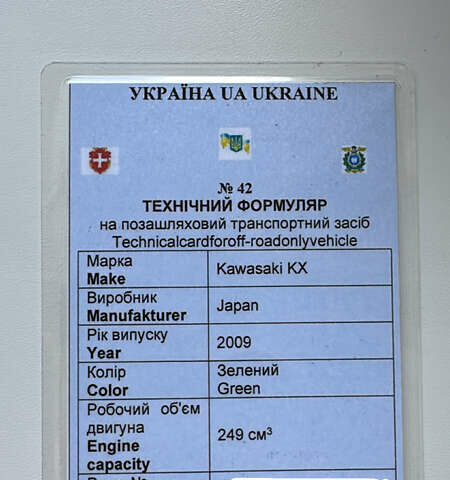 УКРАЇНА UA UKRAINE
№ 42
ТЕХНІЧНИЙ ФОРМУЛЯР
на позашляховий транспортний засіб
Technicalcardforoff-roadonlyvehicle
Марка
Make
Kawasaki KX
Виробник
Manufakturer
Japan
Рік випуску
Year
2009
Колір
Color
Зелений
Green
Робочий об'єм
двигуна
Engine
capacity
249 см³